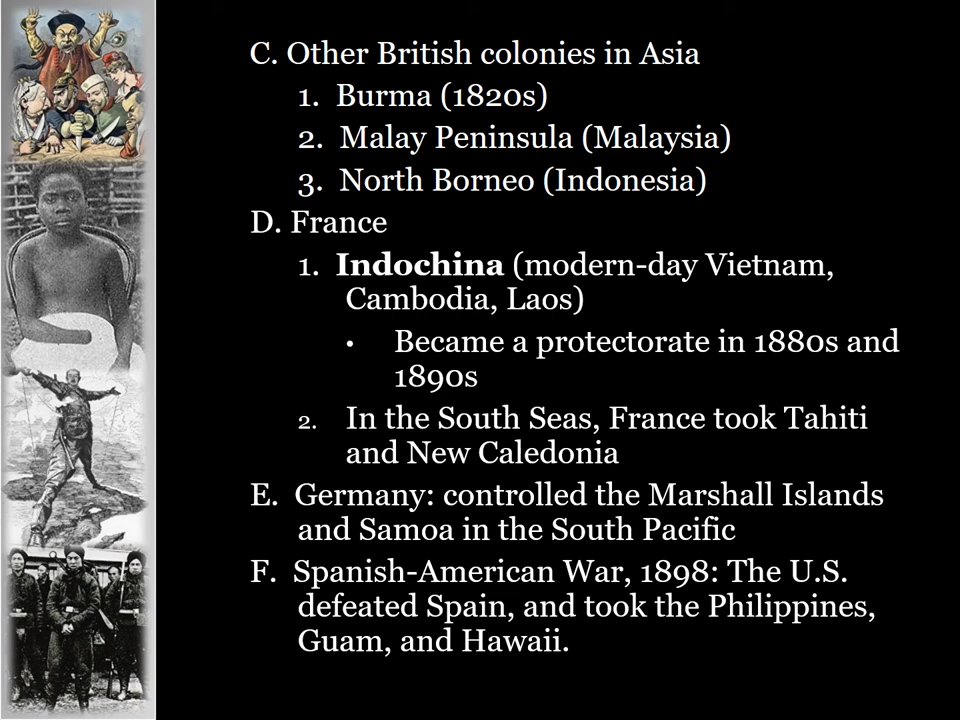 C. Other British colonies in Asia
1. Burma (1820s)
2. Malay Peninsula (Malaysia)
3. North Borneo (Indonesia)
D. France
1. Indochina (modern-day Vietnam,
Cambodia, Laos)
• Became a protectorate in 1880s and
1890s
2. In the South Seas, France took Tahiti
and New Caledonia
E. Germany: controlled the Marshall Islands
and Samoa in the South Pacific
F. Spanish-American War, 1898: The U.S.
defeated Spain, and took the Philippines,
Guam, and Hawaii.